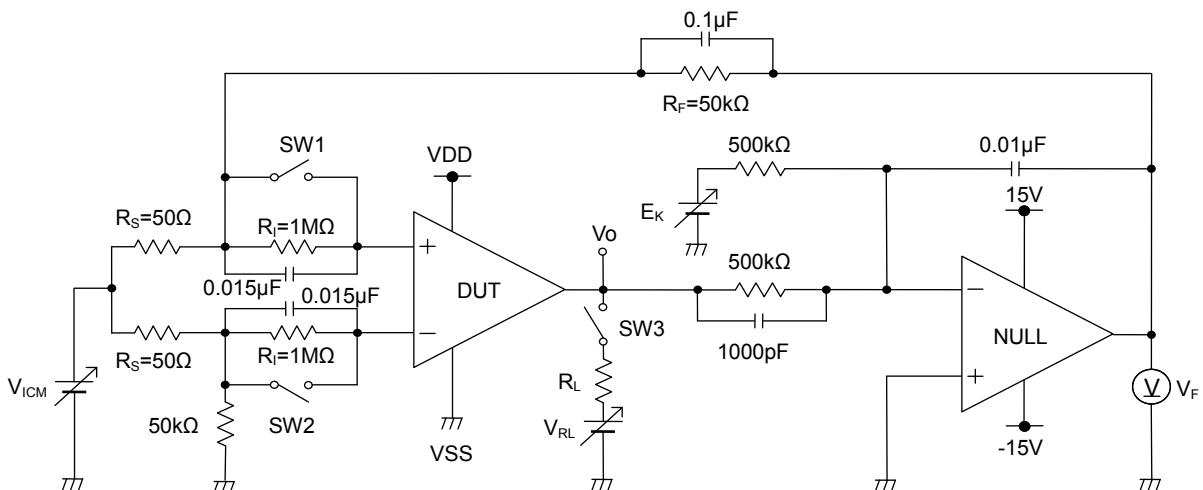 0.1µF
RF=50kΩ
SW1
VDD
500kΩ
0.01µF
15V
EK
RS=50Ω
RI=1MΩ
Vo
500kΩ
0.015µF
0.015µF
DUT
SW3
NULL
RS=50Ω
RI=1MΩ
1000pF
VICM
RL
V
VF
50kΩ
SW2
VSS
VRL
-15V